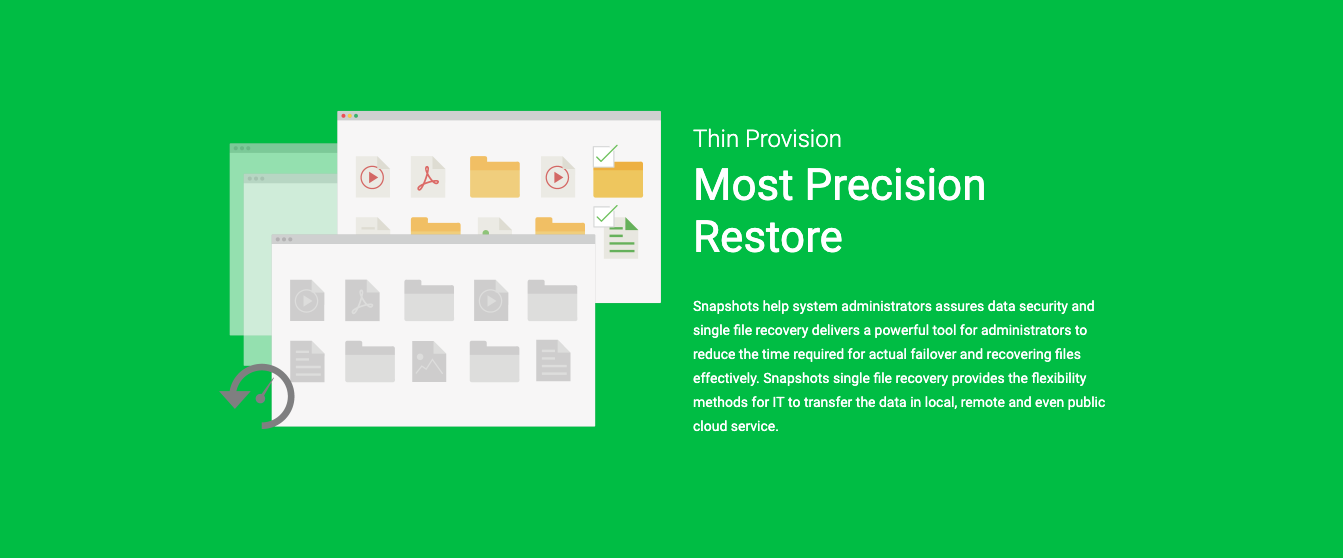 Thin Provision
Most Precision
Restore
Snapshots help system administrators assures data security and
single file recovery delivers a powerful tool for administrators to
reduce the time required for actual failover and recovering files
effectively. Snapshots single file recovery provides the flexibility
methods for IT to transfer the data in local, remote and even public
cloud service.